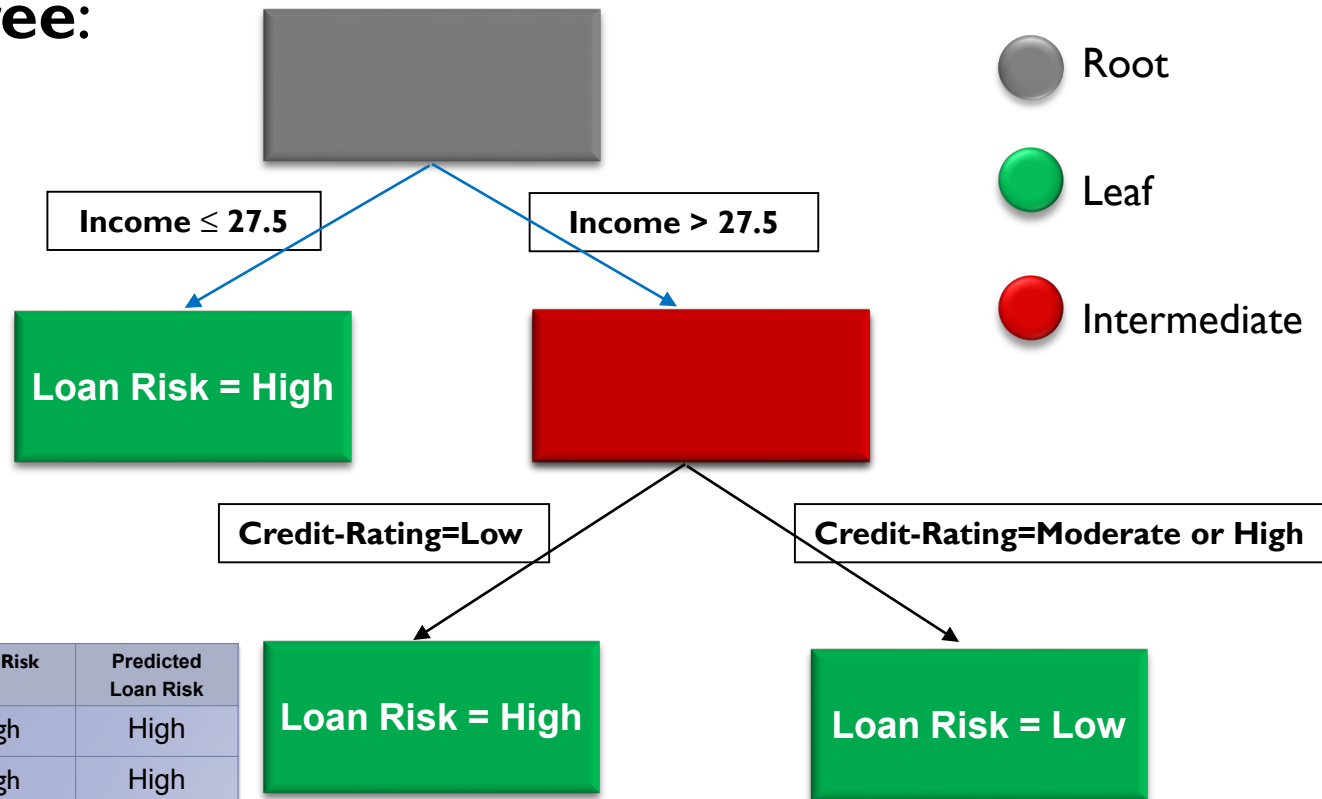 ee:
Root
Leaf
Intermediate
Income ≤ 27.5
Income > 27.5
Loan Risk = High
Credit-Rating=Low
Credit-Rating=Moderate or High
Loan Risk = High
Loan Risk = Low
Risk Predicted
Loan Risk
gh High
gh High